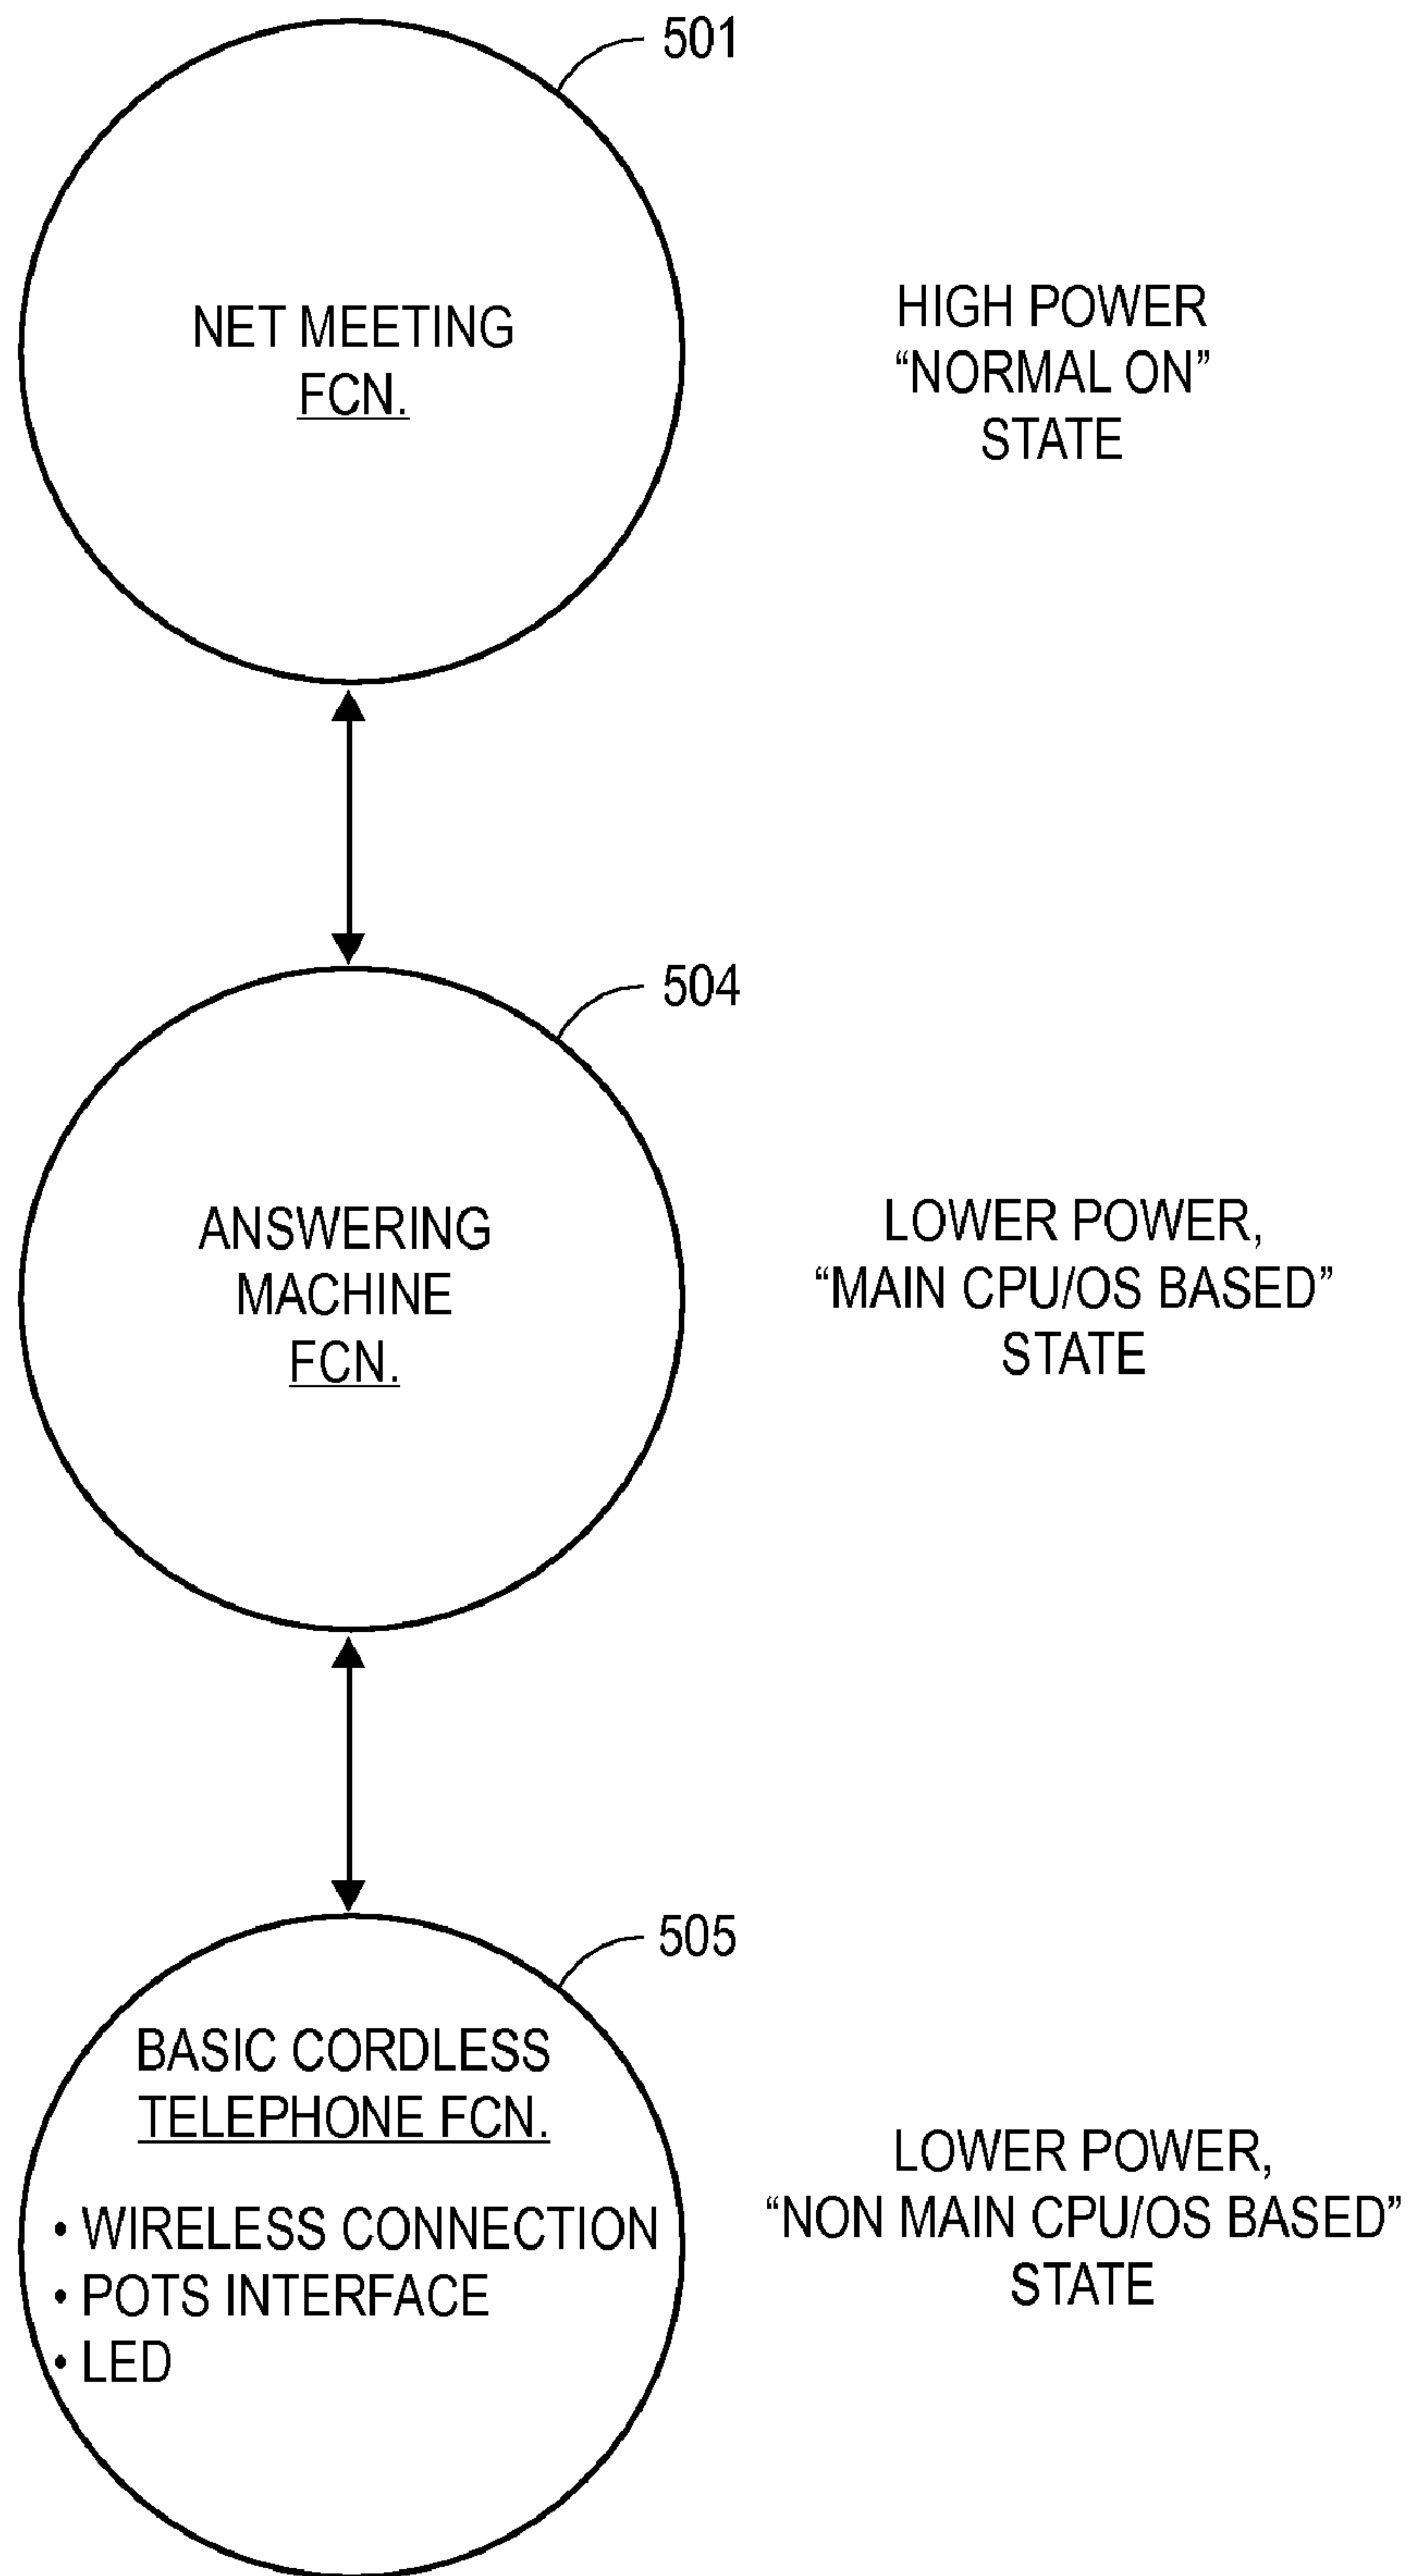 501
NET MEETING
FCN.
HIGH POWER
“NORMAL ON”
STATE
504
ANSWERING
MACHINE
FCN.
LOWER POWER,
“MAIN CPU/OS BASED”
STATE
505
BASIC CORDLESS
TELEPHONE FCN.
• WIRELESS CONNECTION
• POTS INTERFACE
• LED
LOWER POWER,
“NON MAIN CPU/OS BASED”
STATE